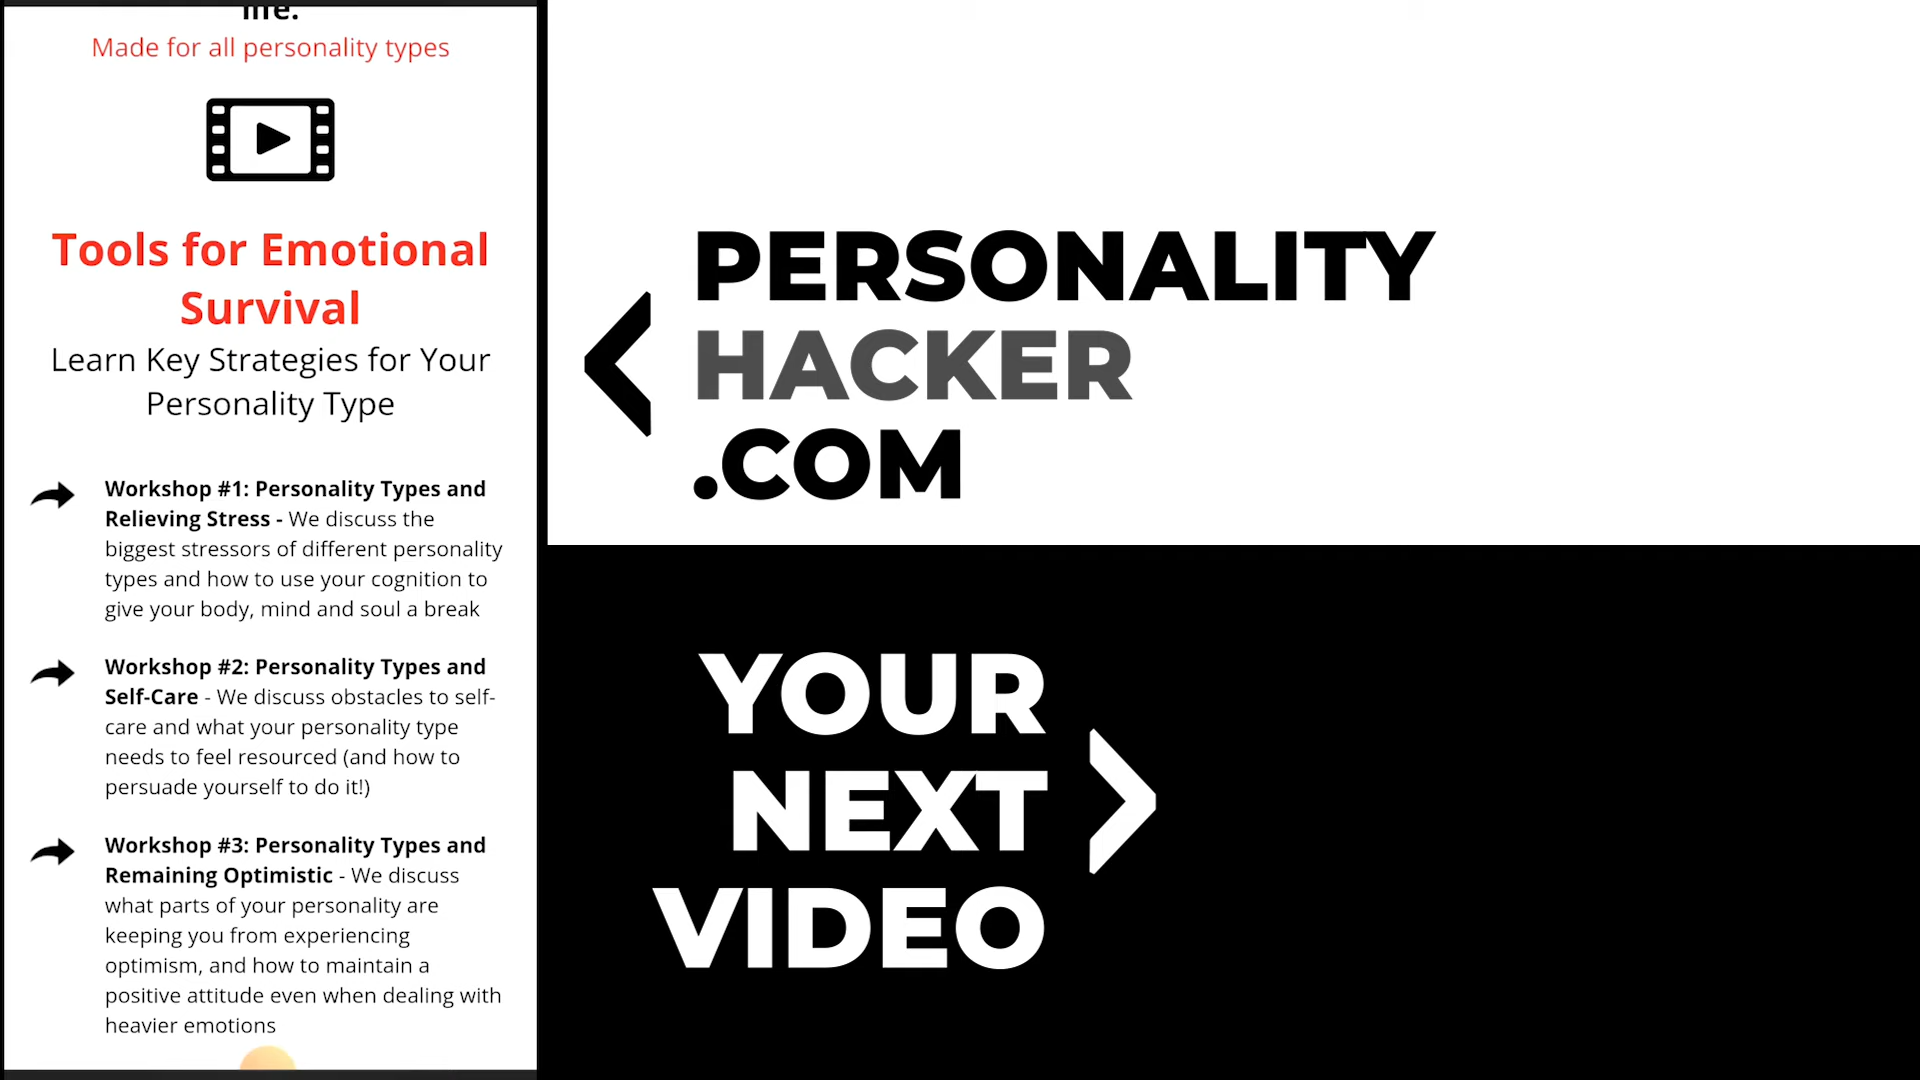 life.
Made for all personality types
Tools for Emotional
Survival
Learn Key Strategies for Your
Personality Type
Workshop #1: Personality Types and
Relieving Stress - We discuss the
biggest stressors of different personality
types and how to use your cognition to
give your body, mind and soul a break
Workshop #2: Personality Types and
Self-Care - We discuss obstacles to self-
care and what your personality type
needs to feel resourced (and how to
persuade yourself to do it!)
Workshop #3: Personality Types and
Remaining Optimistic - We discuss
what parts of your personality are
keeping you from experiencing
optimism, and how to maintain a
positive attitude even when dealing with
heavier emotions
PERSONALITY
HACKER
.COM
YOUR
NEXT
VIDEO